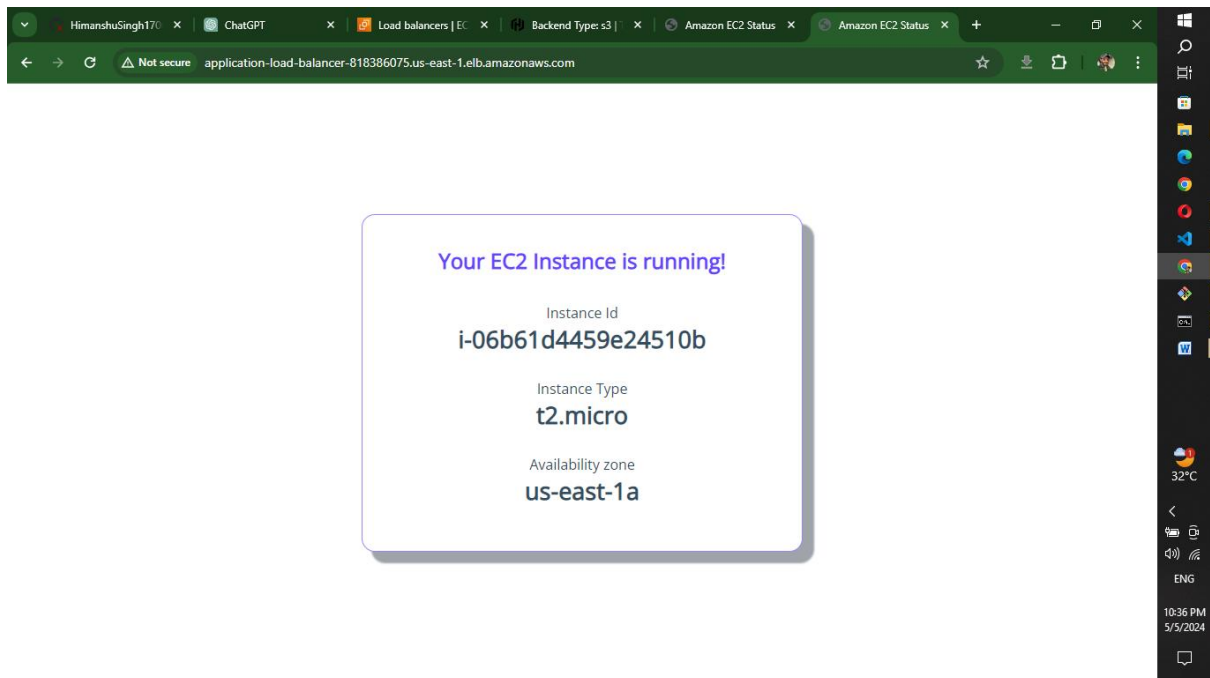 HimanshuSingh170
ChatGPT
Load balancers | EC
Backend Type: s3 | T
Amazon EC2 Status
Amazon EC2 Status
Not secure
application-load-balancer-818386075.us-east-1.elb.amazonaws.com
Your EC2 Instance is running!
Instance Id
i-06b61d4459e24510b
Instance Type
t2.micro
Availability zone
us-east-1a
1
32°C
ENG
10:36 PM
5/5/2024